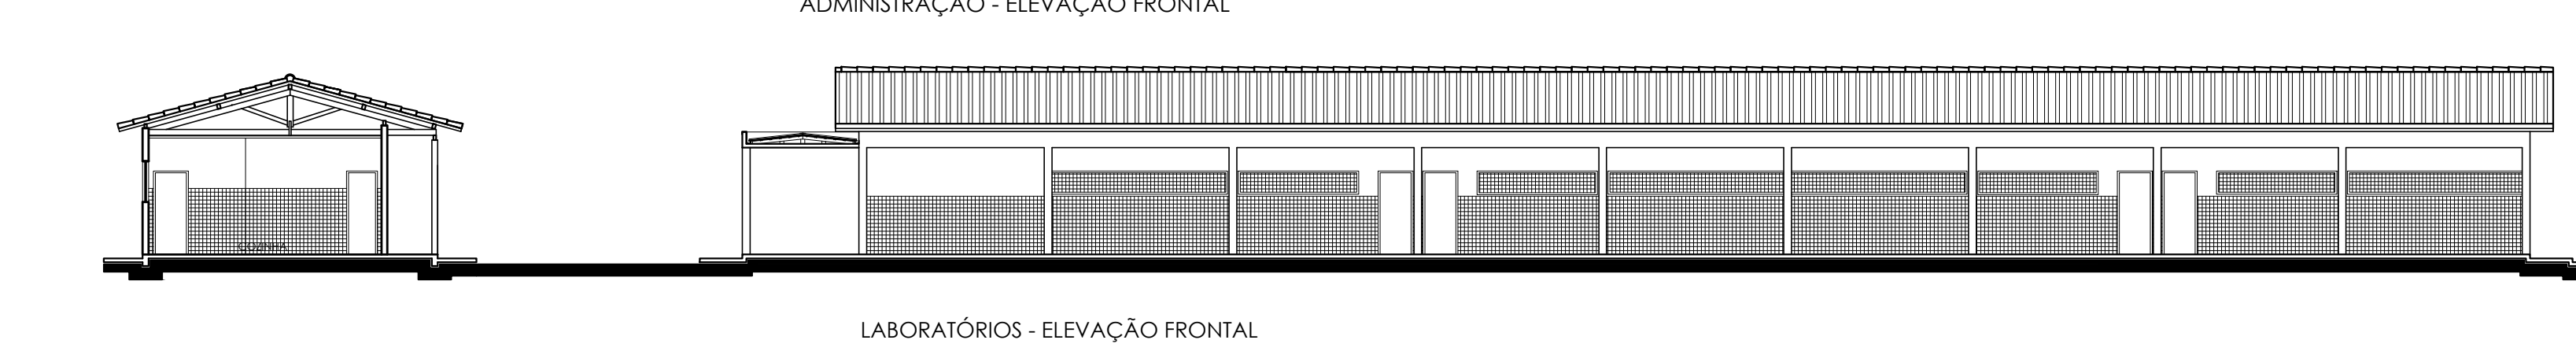 ADMINISTRAÇÃO - ELEVAÇÃO FRONTAL
COZINHA
LABORATÓRIOS - ELEVAÇÃO FRONTAL